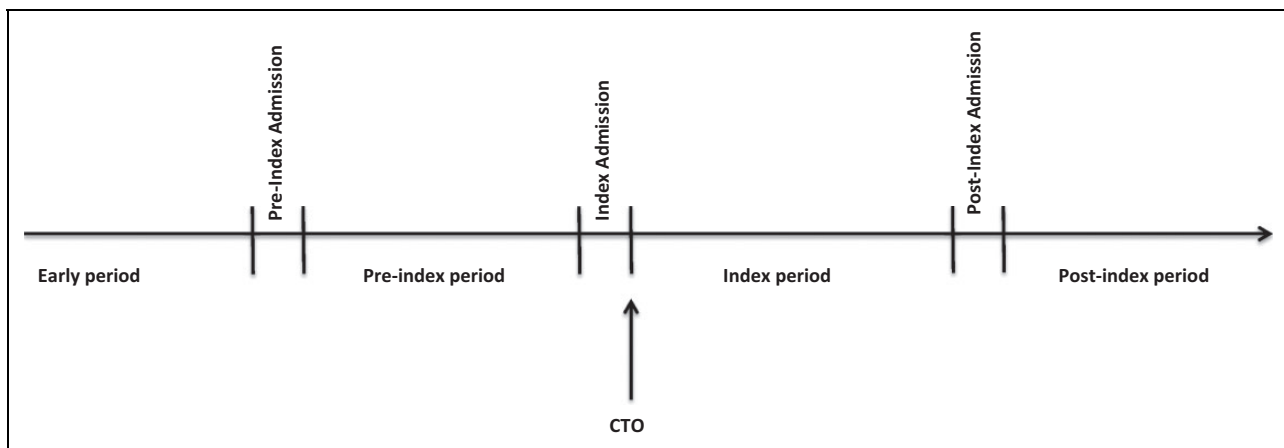 Pre-Index Admission
Index Admission
Post-Index Admission
Early period
Pre-index period
Index period
Post-index period
CTO